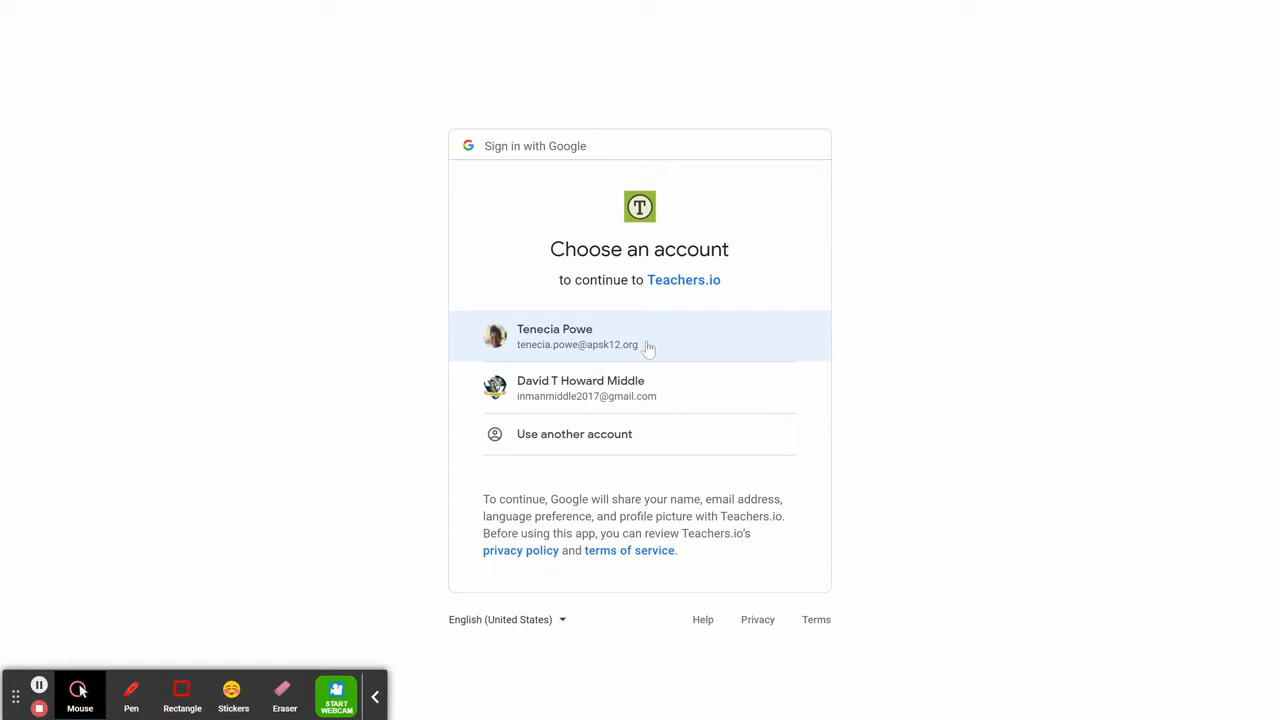 Sign in with Google
T
Choose an account
to continue to Teachers.io
Tenecia Powe
tenecia.powe@apsk12.org
David T Howard Middle
inmanmiddle2017@gmail.com
Use another account
To continue, Google will share your name, email address,
language preference, and profile picture with Teachers.io.
Before using this app, you can review Teachers.io's
privacy policy and terms of service.
English (United States)
Help Privacy Terms
Mouse Pen Rectangle Stickers Eraser START
WEBCAM